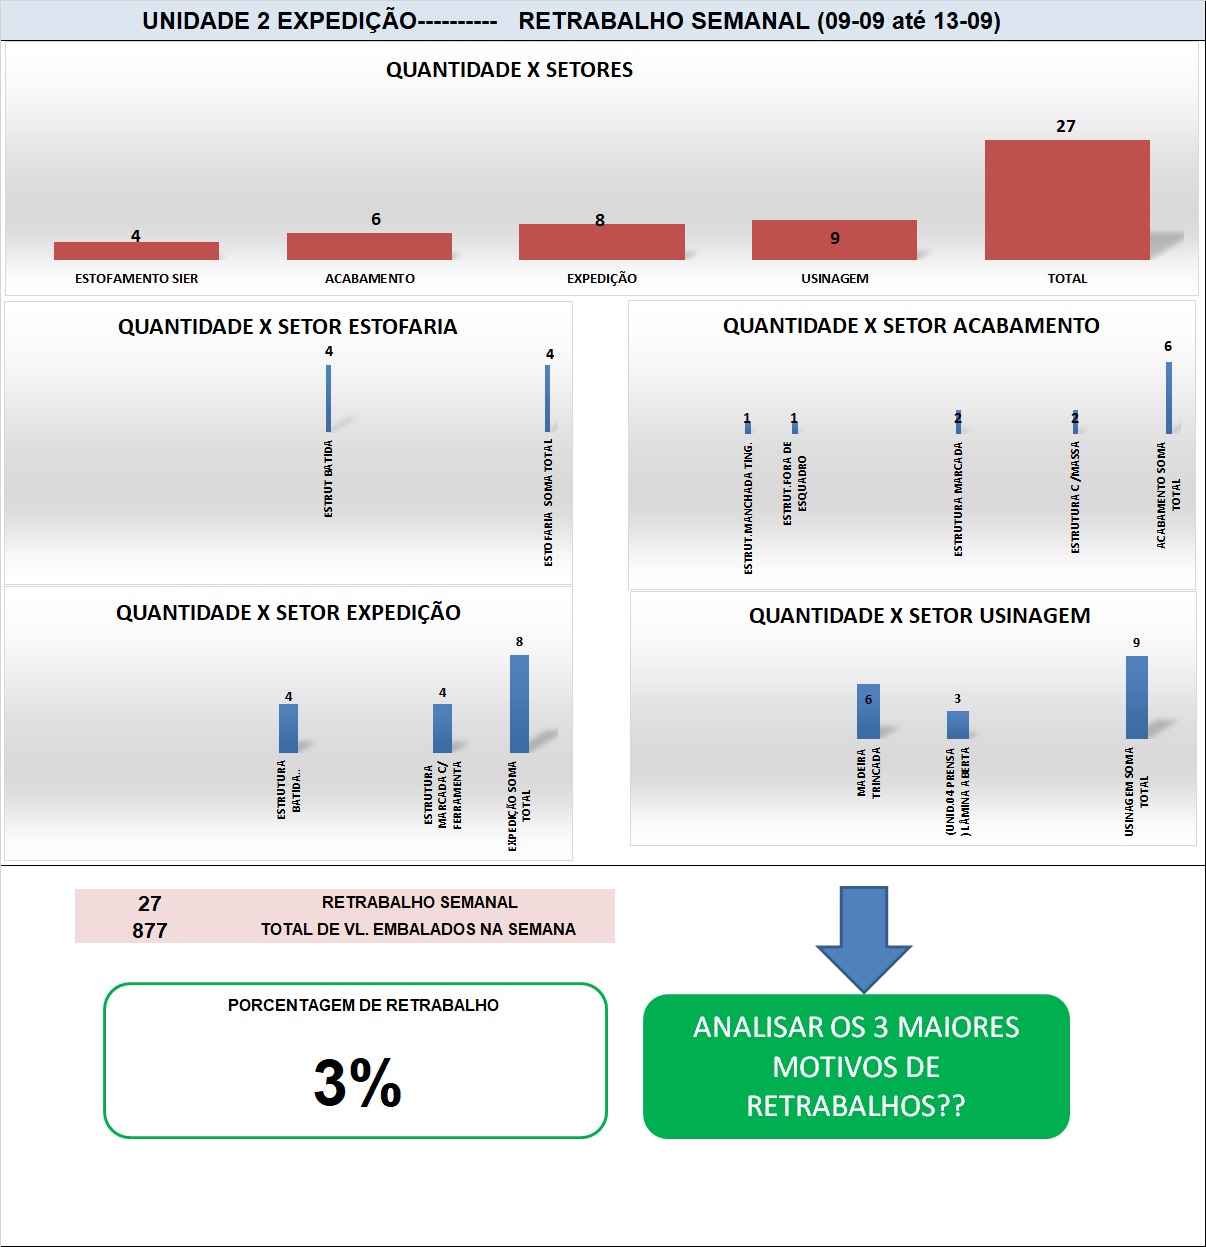 UNIDADE 2 EXPEDIÇÃO---------- RETRABALHO SEMANAL (09-09 até 13-09)
QUANTIDADE X SETORES
4
6
8
9
27
ESTOFAMENTO SIER
ACABAMENTO
EXPEDIÇÃO
USINAGEM
TOTAL
QUANTIDADE X SETOR ESTOFARIA
4
4
ESTRUT BATIDA
ESTOFARIA SOMA TOTAL
QUANTIDADE X SETOR ACABAMENTO
1
1
2
2
6
ESTRUT.MANCHADA TING.
ESTRUT.FORA DE
ESQUADRO
ESTRUTURA MARCADA
ESTRUTURA C /MASSA
ACABAMENTO SOMA
TOTAL
QUANTIDADE X SETOR EXPEDIÇÃO
4
4
8
ESTRUTURA
BATIDA..
ESTRUTURA
MARCADA C/
FERRAMENTA
EXPEDIÇÃO SOMA
TOTAL
QUANTIDADE X SETOR USINAGEM
6
3
9
MADEIRA
TRINCADA
(UNID.04 PRENSA
) LÂMINA ABERTA
USINAGEM SOMA
TOTAL
27 RETRABALHO SEMANAL
877 TOTAL DE VL. EMBALADOS NA SEMANA
PORCENTAGEM DE RETRABALHO
3%
ANALISAR OS 3 MAIORES
MOTIVOS DE
RETRABALHOS??